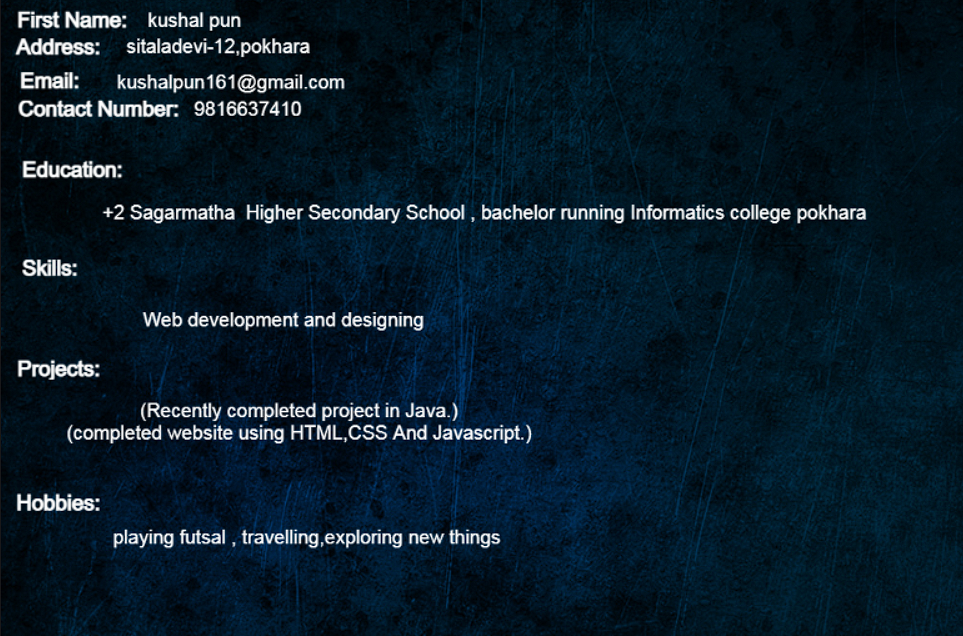 First Name: kushal pun
Address: sitaladevi-12,pokhara
Email: kushalpun161@gmail.com
Contact Number: 9816637410
Education:
+2 Sagarmatha  Higher Secondary School , bachelor running Informatics college pokhara
Skills:
Web development and designing
Projects:
(Recently completed project in Java.)
(completed website using HTML,CSS And Javascript.)
Hobbies:
playing futsal , travelling,exploring new things